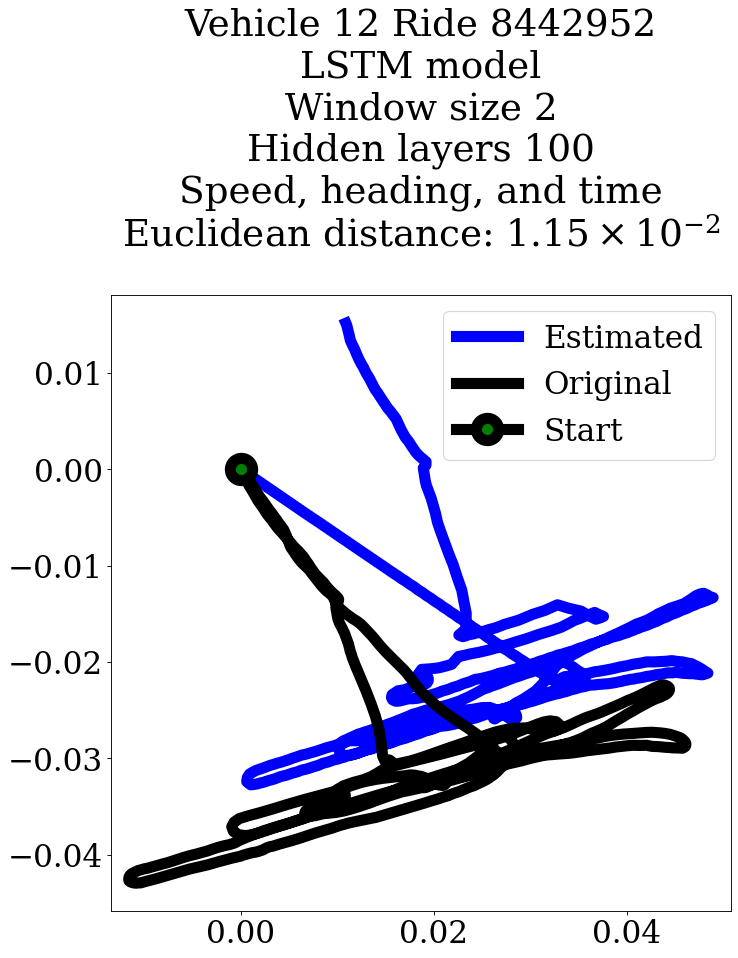 Vehicle 12 Ride 8442952
LSTM model
Window size 2
Hidden layers 100
Speed, heading, and time
Euclidean distance: 1.15 × 10⁻²
Estimated
Original
Start
0.01
0.00
−0.01
−0.02
−0.03
−0.04
0.00 0.02 0.04